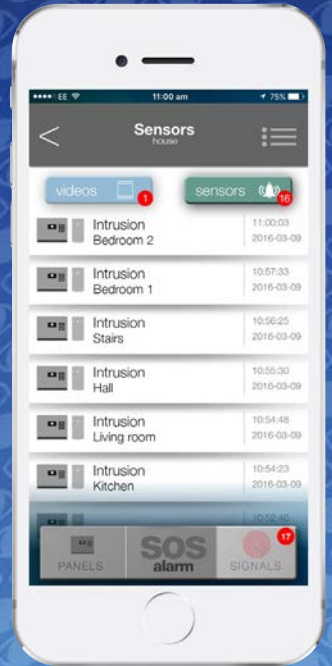 EE 11:00 am 75%
Sensors
house
videos 1 sensors 16
Intrusion 11:00:03
Bedroom 2 2016-03-09
Intrusion 10:57:33
Bedroom 1 2016-03-09
Intrusion 10:56:25
Stairs 2016-03-09
Intrusion 10:55:30
Hall 2016-03-09
Intrusion 10:54:48
Living room 2016-03-09
Intrusion 10:54:23
Kitchen 2016-03-09
10:52:46
17
SOS
PANELS alarm SIGNALS